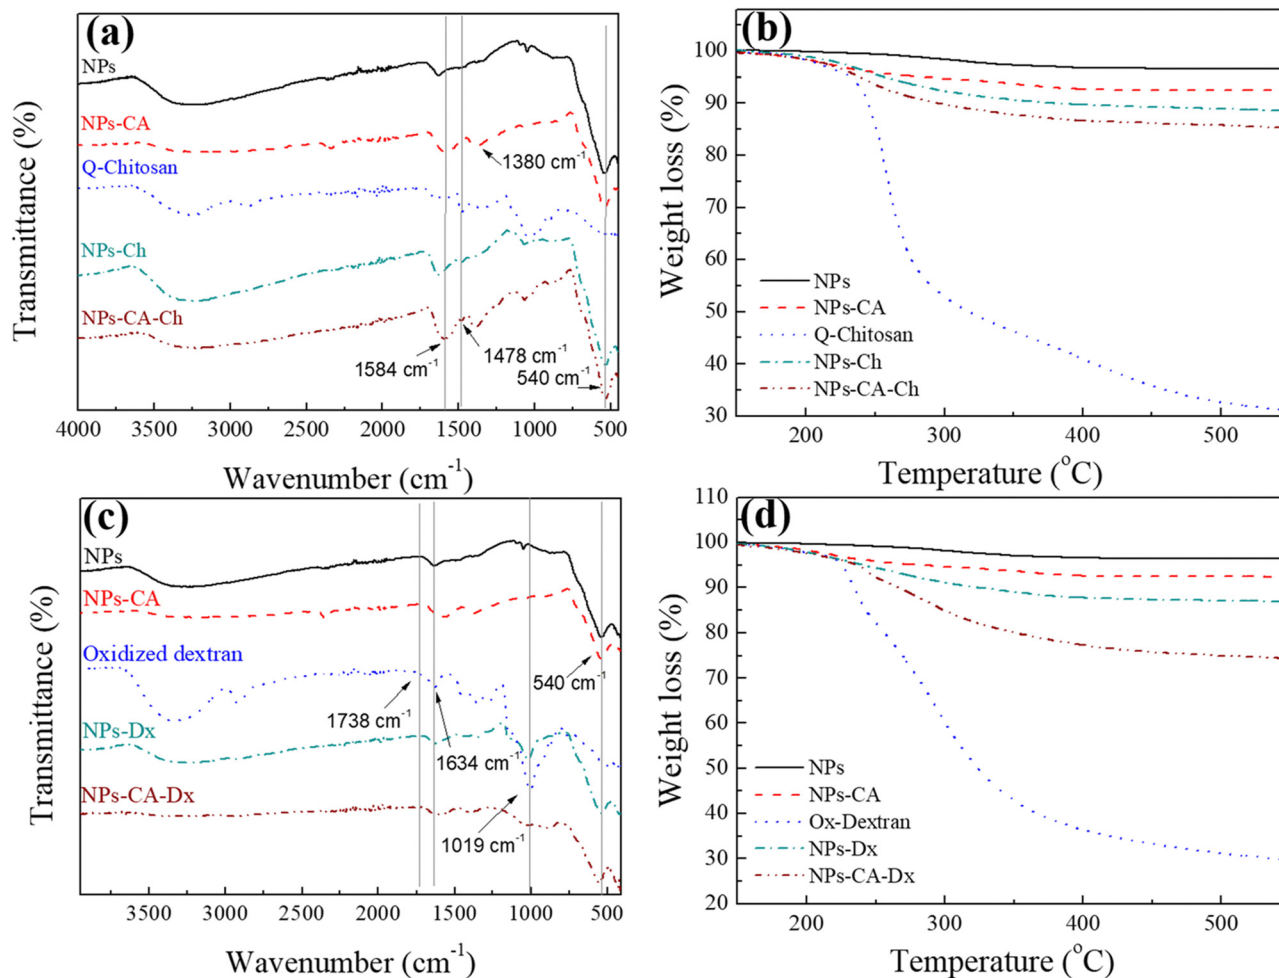 (a)
NPs
NPs-CA
1380 cm⁻¹
Q-Chitosan
NPs-Ch
NPs-CA-Ch
1584 cm⁻¹
1478 cm⁻¹
540 cm⁻¹
Transmittance (%)
4000 3500 3000 2500 2000 1500 1000 500
Wavenumber (cm⁻¹)
(b)
100
90
80
70
60
50
40
30
Weight loss (%)
NPs
NPs-CA
Q-Chitosan
NPs-Ch
NPs-CA-Ch
200 300 400 500
Temperature (°C)
(c)
NPs
NPs-CA
Oxidized dextran
540 cm⁻¹
1738 cm⁻¹
NPs-Dx
1634 cm⁻¹
NPs-CA-Dx
1019 cm⁻¹
Transmittance (%)
3500 3000 2500 2000 1500 1000 500
Wavenumber (cm⁻¹)
(d)
110
100
90
80
70
60
50
40
30
20
Weight loss (%)
NPs
NPs-CA
Ox-Dextran
NPs-Dx
NPs-CA-Dx
200 300 400 500
Temperature (°C)